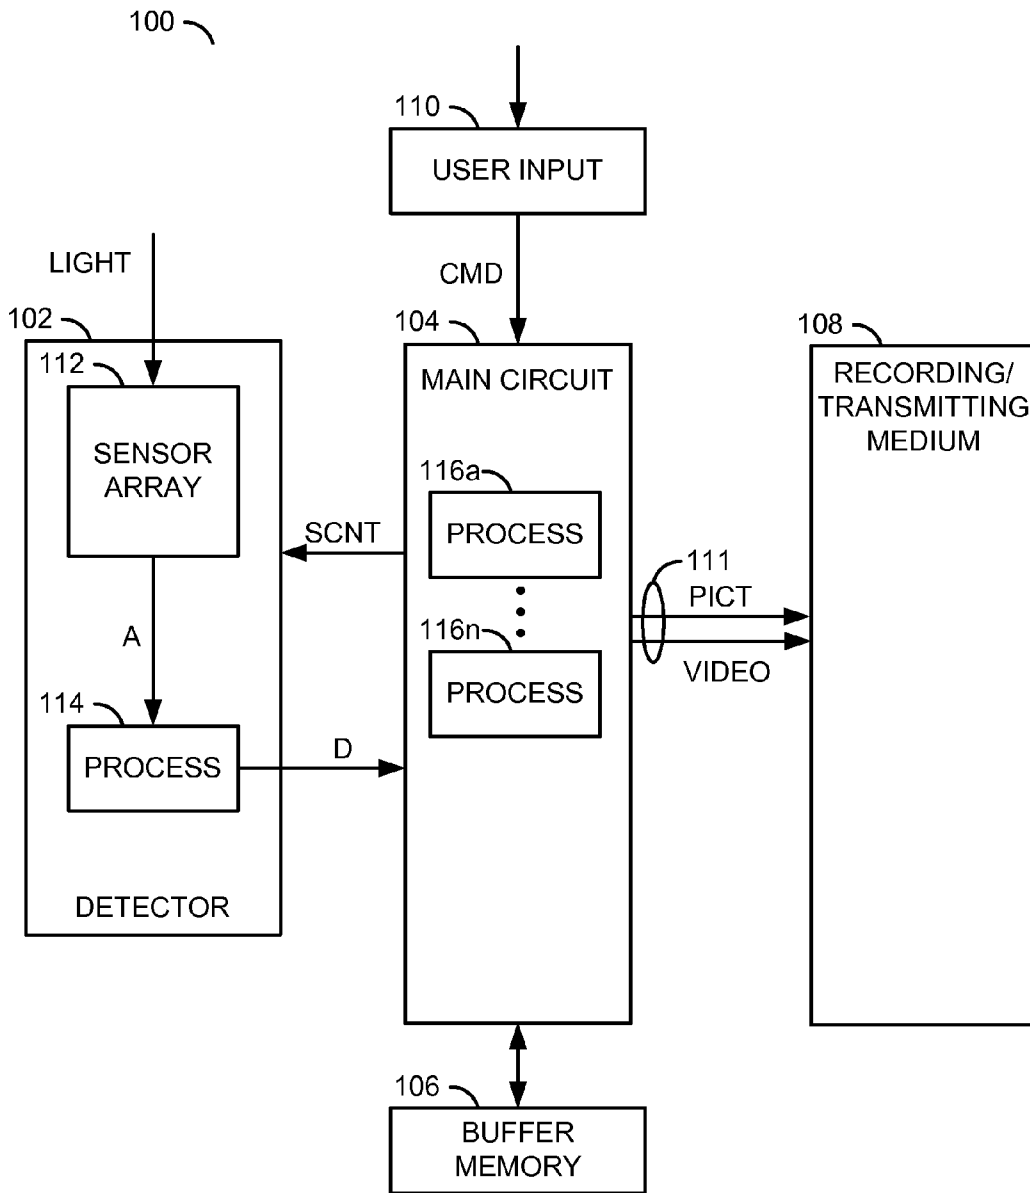 100
110
USER INPUT
LIGHT
CMD
102
104
108
112
MAIN CIRCUIT
RECORDING/
TRANSMITTING
MEDIUM
SENSOR
ARRAY
116a
PROCESS
SCNT
111
PICT
A
116n
PROCESS
VIDEO
114
PROCESS
D
DETECTOR
106
BUFFER
MEMORY